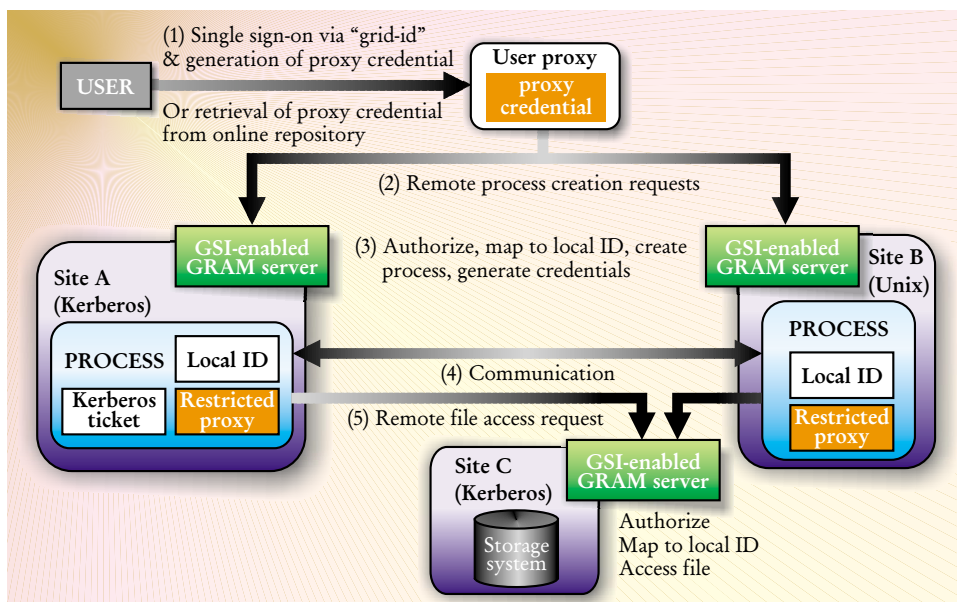 (1) Single sign-on via “grid-id”
& generation of proxy credential
USER
Or retrieval of proxy credential
from online repository
User proxy
proxy
credential
(2) Remote process creation requests
GSI-enabled
GRAM server
(3) Authorize, map to local ID, create
process, generate credentials
GSI-enabled
GRAM server
Site A
(Kerberos)
Site B
(Unix)
PROCESS
Local ID
Kerberos
ticket
Restricted
proxy
PROCESS
Local ID
Restricted
proxy
(4) Communication
(5) Remote file access request
Site C
(Kerberos)
GSI-enabled
GRAM server
Storage
system
Authorize
Map to local ID
Access file